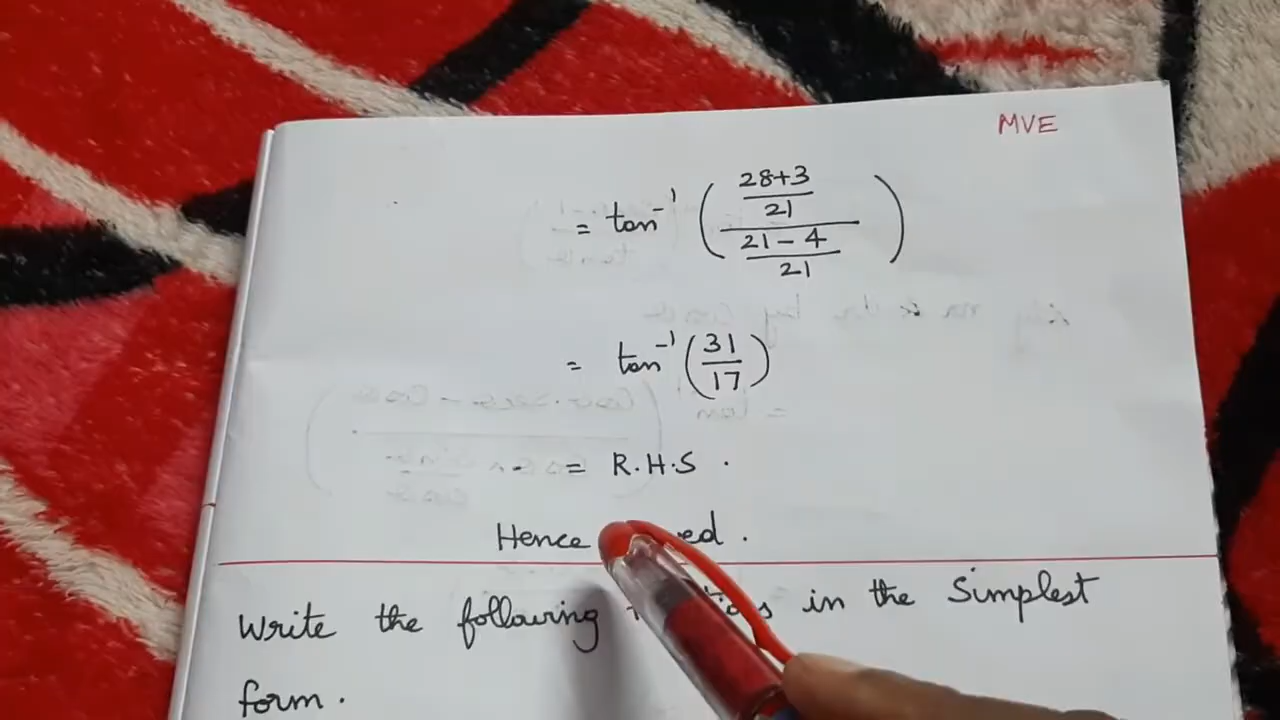 MVE
= tan⁻¹ ( (28+3)/21 / (21-4)/21 )
= tan⁻¹ (31/17)
= R.H.S .
Hence
Write the following in the Simplest
form .